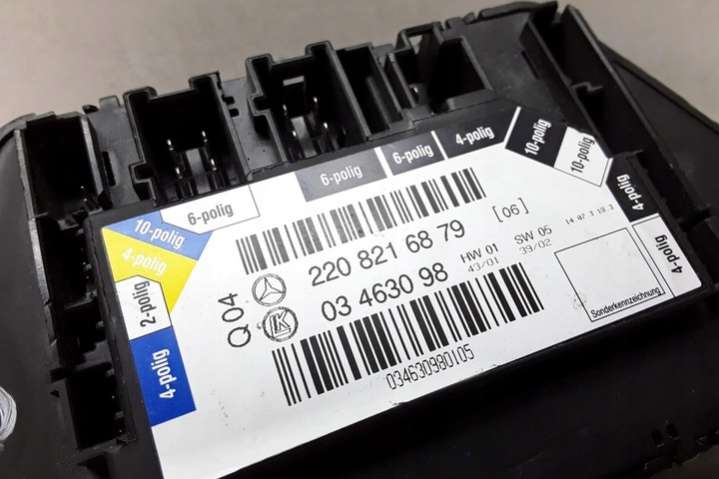 6-polig
6-polig
4-polig
10-polig
10-polig
4-polig
4-polig
6-polig
10-polig
4-polig
2-polig
4-polig
Q 04
220 821 68 79 [06]
03 4630 98 HW 01 SW 05
43/01 39/02
034630980105
Sonderkennzeichnung